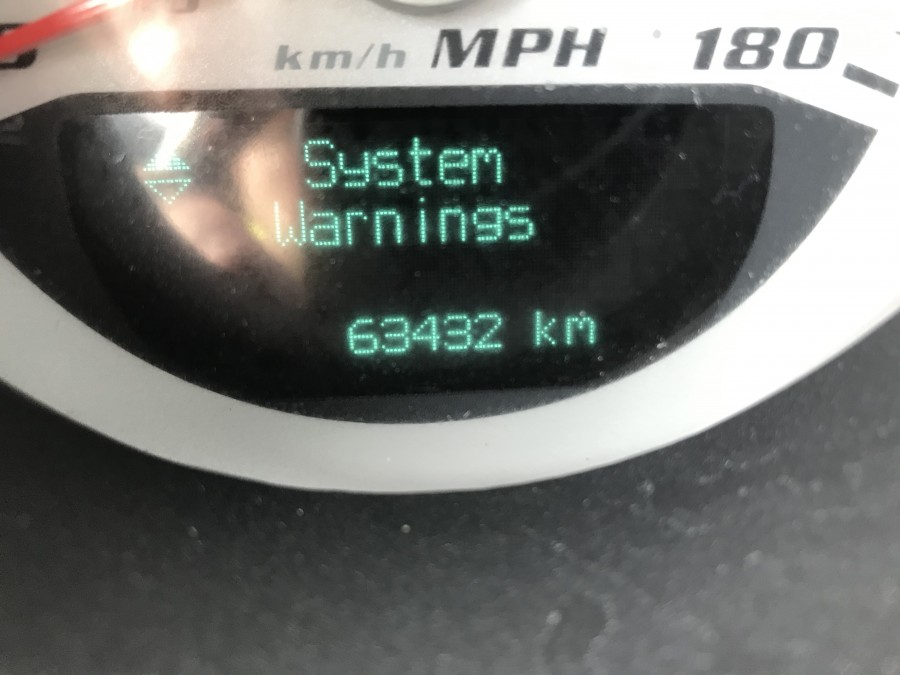 km/h MPH 180
System
Warnings
63432 km